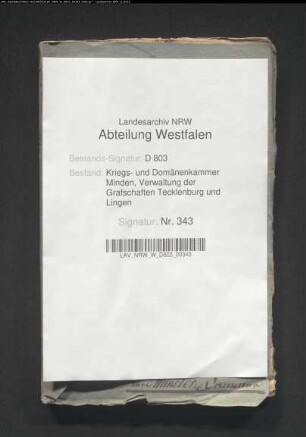 Landesarchiv NRW
Abteilung Westfalen
Bestands-Signatur: D 803
Bestand: Kriegs- und Domänenkammer
Minden, Verwaltung der
Grafschaften Tecklenburg und
Lingen
Signatur: Nr. 343
LAV_NRW_W_D803_00343